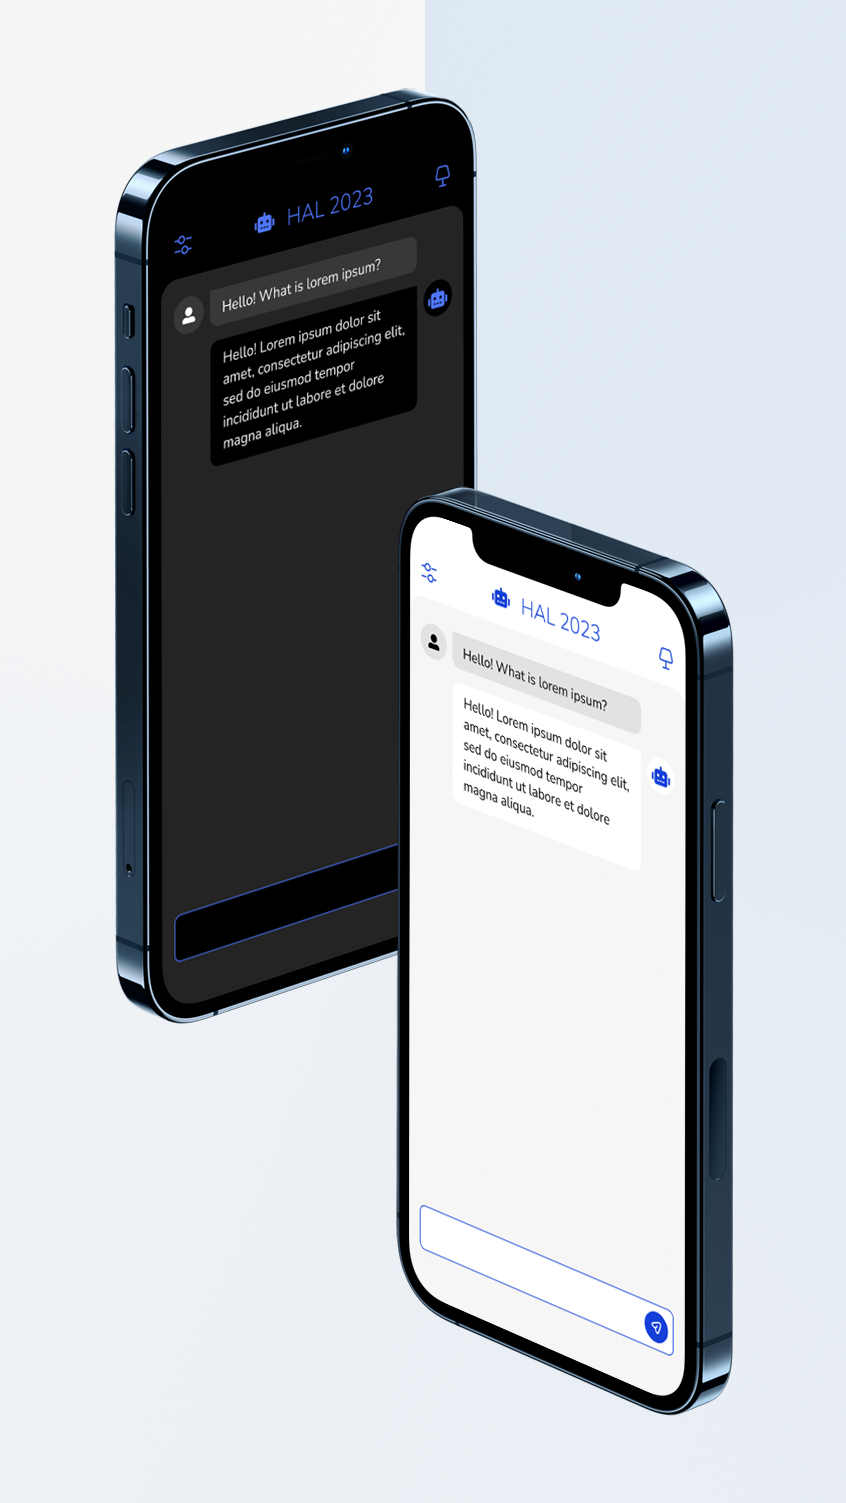 HAL 2023
Hello! What is lorem ipsum?
Hello! Lorem ipsum dolor sit
amet, consectetur adipiscing elit,
sed do eiusmod tempor
incididunt ut labore et dolore
magna aliqua.
HAL 2023
Hello! What is lorem ipsum?
Hello! Lorem ipsum dolor sit
amet, consectetur adipiscing elit,
sed do eiusmod tempor
incididunt ut labore et dolore
magna aliqua.